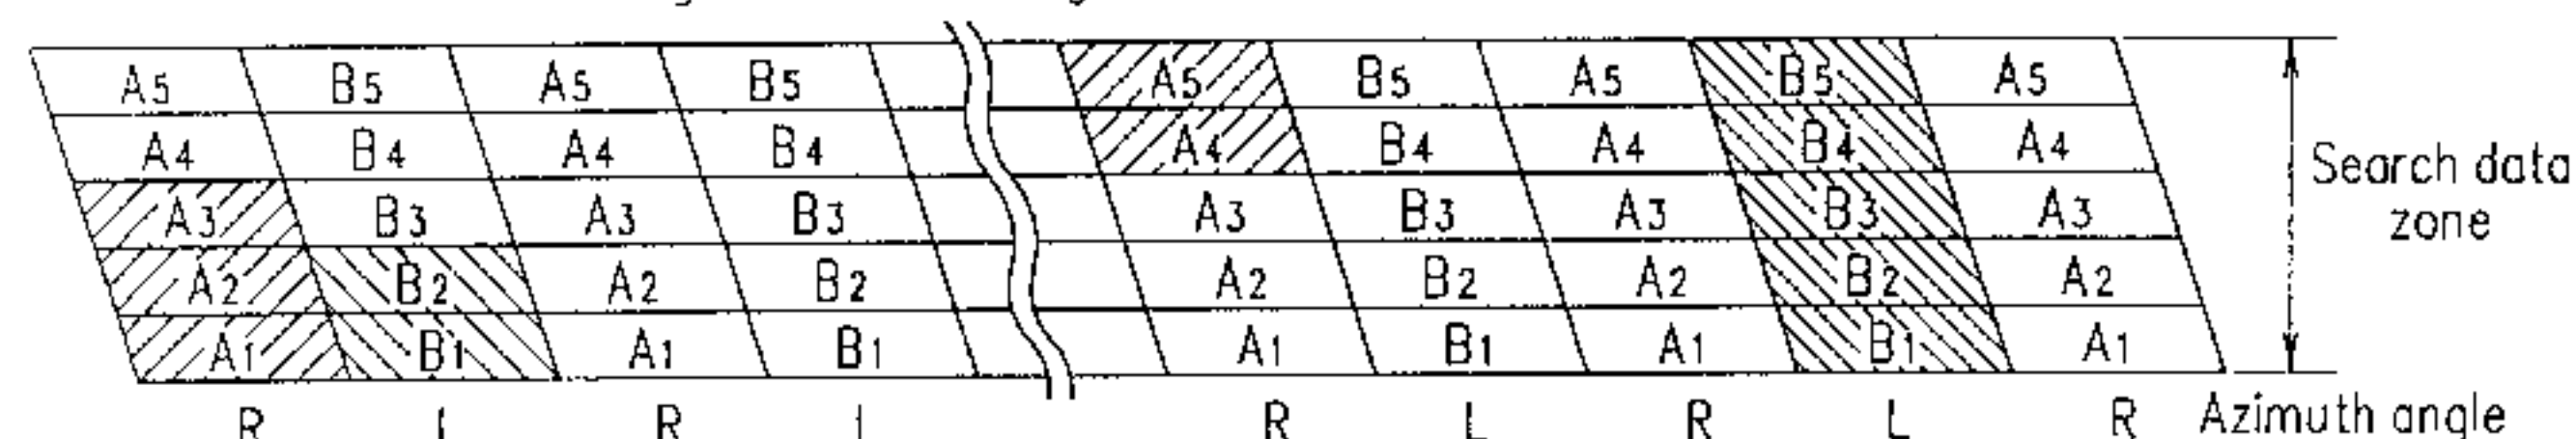 A5 B5 A5 B5 A5 B5 A5 B5 A5
A4 B4 A4 B4 A4 B4 A4 B4 A4
Search data
A3 B3 A3 B3 A3 B3 A3 B3 A3
zone
A2 B2 A2 B2 A2 B2 A2 B2 A2
A1 B1 A1 B1 A1 B1 A1 B1 A1
R R R L R L R Azimuth angle